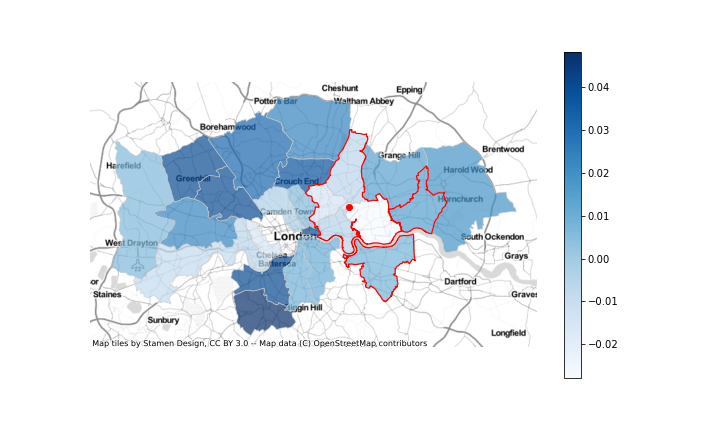 Cheshunt
Epping
Potters Bar
Waltham Abbey
Borehamwood
Brentwood
Grange Hill
Harefield
Harold Wood
Greenhill
Crouch End
Hornchurch
Camden Town
London
South Ockendon
West Drayton
Chelsea
Grays
Battersea
Dartford
Staines
Biggin Hill
Sunbury
Longfield
Map tiles by Stamen Design, CC BY 3.0 -- Map data (C) OpenStreetMap contributors
0.04
0.03
0.02
0.01
0.00
−0.01
−0.02